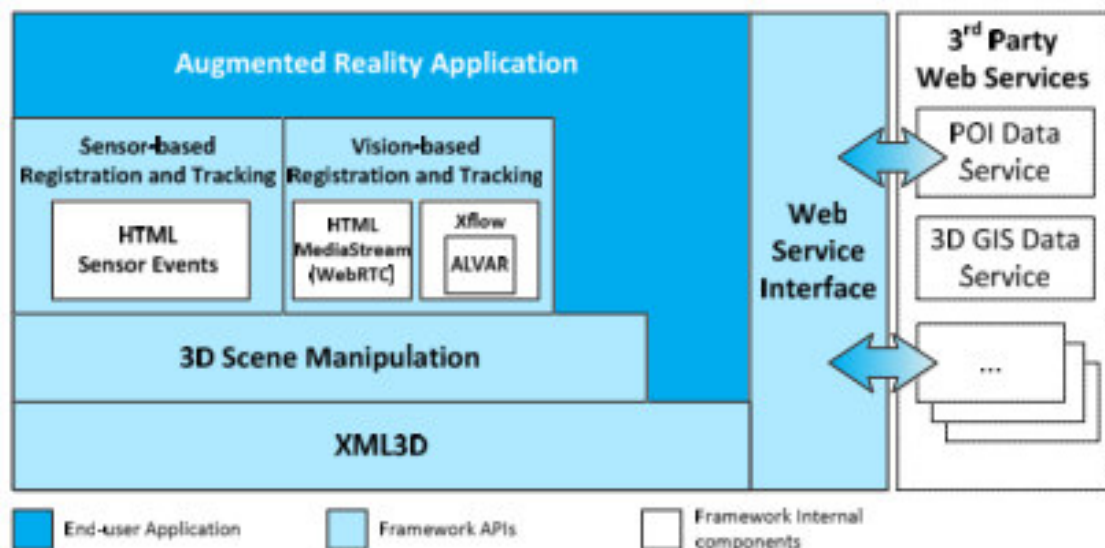 Augmented Reality Application
Sensor-based
Registration and Tracking
HTML
Sensor Events
Vision-based
Registration and Tracking
HTML
MediaStream
(WebRTC)
Xflow
ALVAR
3D Scene Manipulation
XML3D
Web
Service
Interface
3rd Party
Web Services
POI Data
Service
3D GIS Data
Service
...
End-user Application
Framework APIs
Framework Internal
components